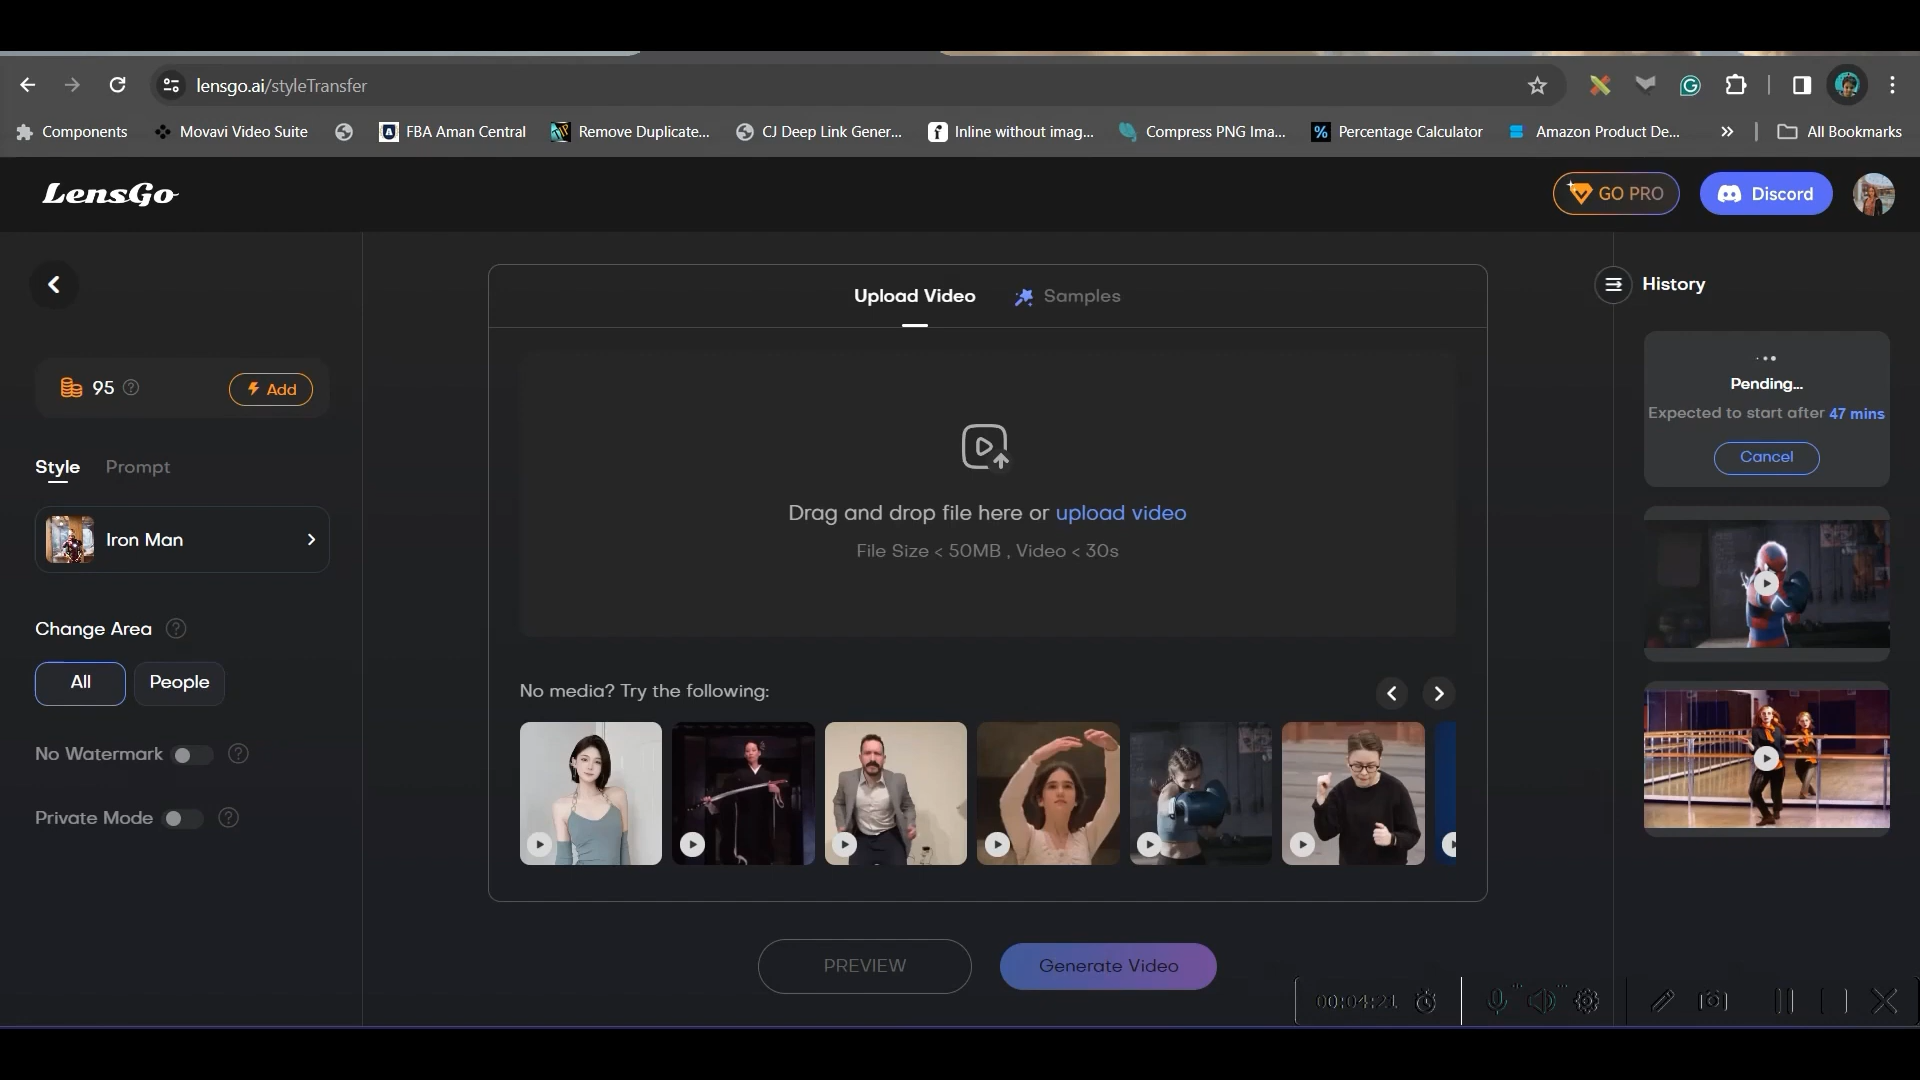 lensgo.ai/styleTransfer
Components
Movavi Video Suite
FBA Aman Central
Remove Duplicate...
CJ Deep Link Gener...
Inline without imag...
Compress PNG Ima...
Percentage Calculator
Amazon Product De...
All Bookmarks
LensGo
GO PRO
Discord
Upload Video
Samples
History
95
Add
Pending...
Expected to start after 47 mins
Cancel
Style
Prompt
Iron Man
Drag and drop file here or upload video
File Size < 50MB , Video < 30s
Change Area
All
People
No media? Try the following:
No Watermark
Private Mode
PREVIEW
Generate Video
00:04:21